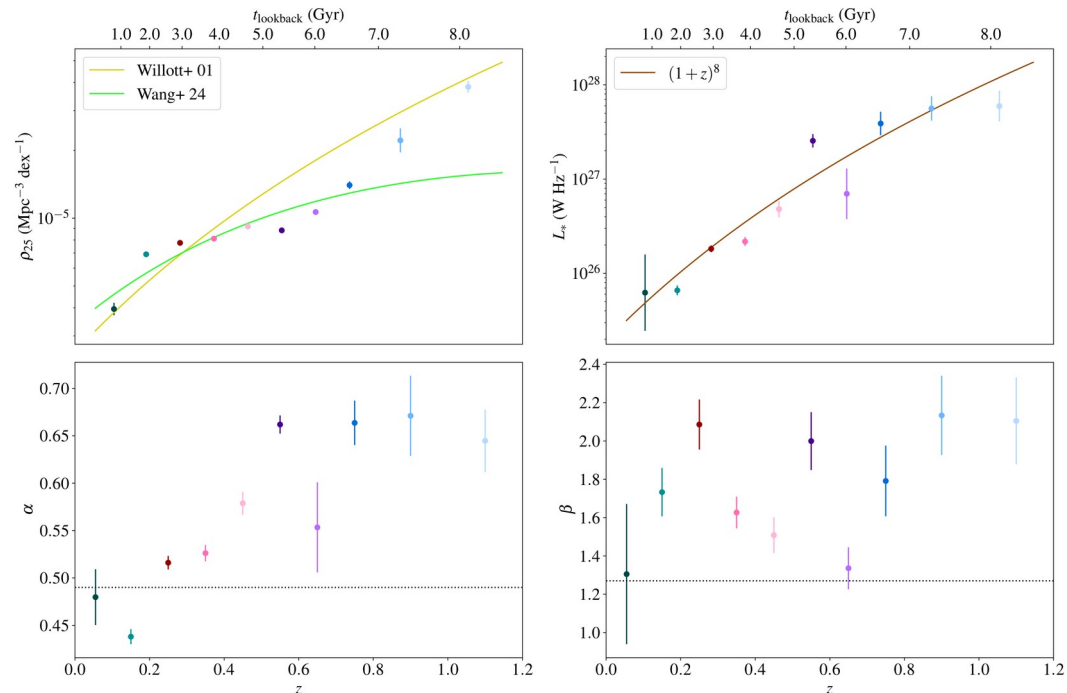 t_lookback (Gyr)
1.0 2.0 3.0 4.0 5.0 6.0 7.0 8.0
Willott+ 01
Wang+ 24
10⁻⁵
ρ₂₅ (Mpc⁻³ dex⁻¹)
t_lookback (Gyr)
1.0 2.0 3.0 4.0 5.0 6.0 7.0 8.0
(1+z)⁸
10²⁸
10²⁷
10²⁶
L* (W Hz⁻¹)
0.70
0.65
0.60
0.55
0.50
0.45
α
0.0 0.2 0.4 0.6 0.8 1.0 1.2
z
2.4
2.2
2.0
1.8
1.6
1.4
1.2
1.0
β
0.0 0.2 0.4 0.6 0.8 1.0 1.2
z